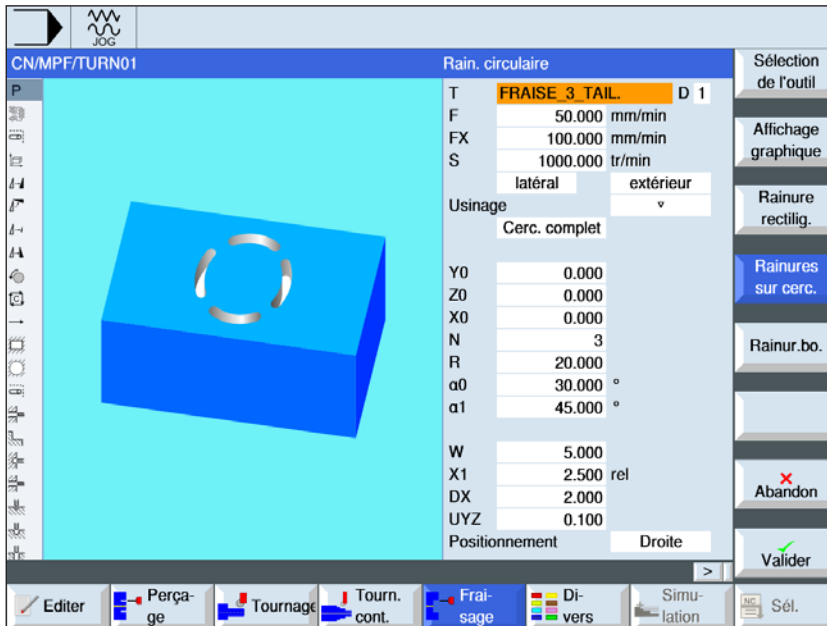 JOG
CN/MPF/TURN01
Rain. circulaire
P
T FRAISE_3_TAIL. D 1
F 50.000 mm/min
FX 100.000 mm/min
S 1000.000 tr/min
latéral extérieur
Usinage ▿
Cerc. complet
Y0 0.000
Z0 0.000
X0 0.000
N 3
R 20.000
α0 30.000 °
α1 45.000 °
W 5.000
X1 2.500 rel
DX 2.000
UYZ 0.100
Positionnement Droite
>
Sélection
de l'outil
Affichage
graphique
Rainure
rectilig.
Rainures
sur cerc.
Rainur.bo.
Abandon
Valider
Editer
Perça-
ge
Tournage
Tourn.
cont.
Frai-
sage
Di-
vers
Simu-
lation
NC
Sél.